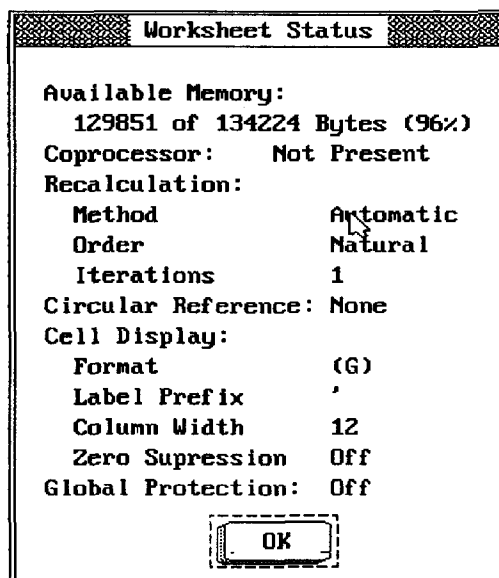 Worksheet Status
Available Memory:
129851 of 134224 Bytes (96%)
Coprocessor: Not Present
Recalculation:
Method Automatic
Order Natural
Iterations 1
Circular Reference: None
Cell Display:
Format (G)
Label Prefix '
Column Width 12
Zero Supression Off
Global Protection: Off
OK